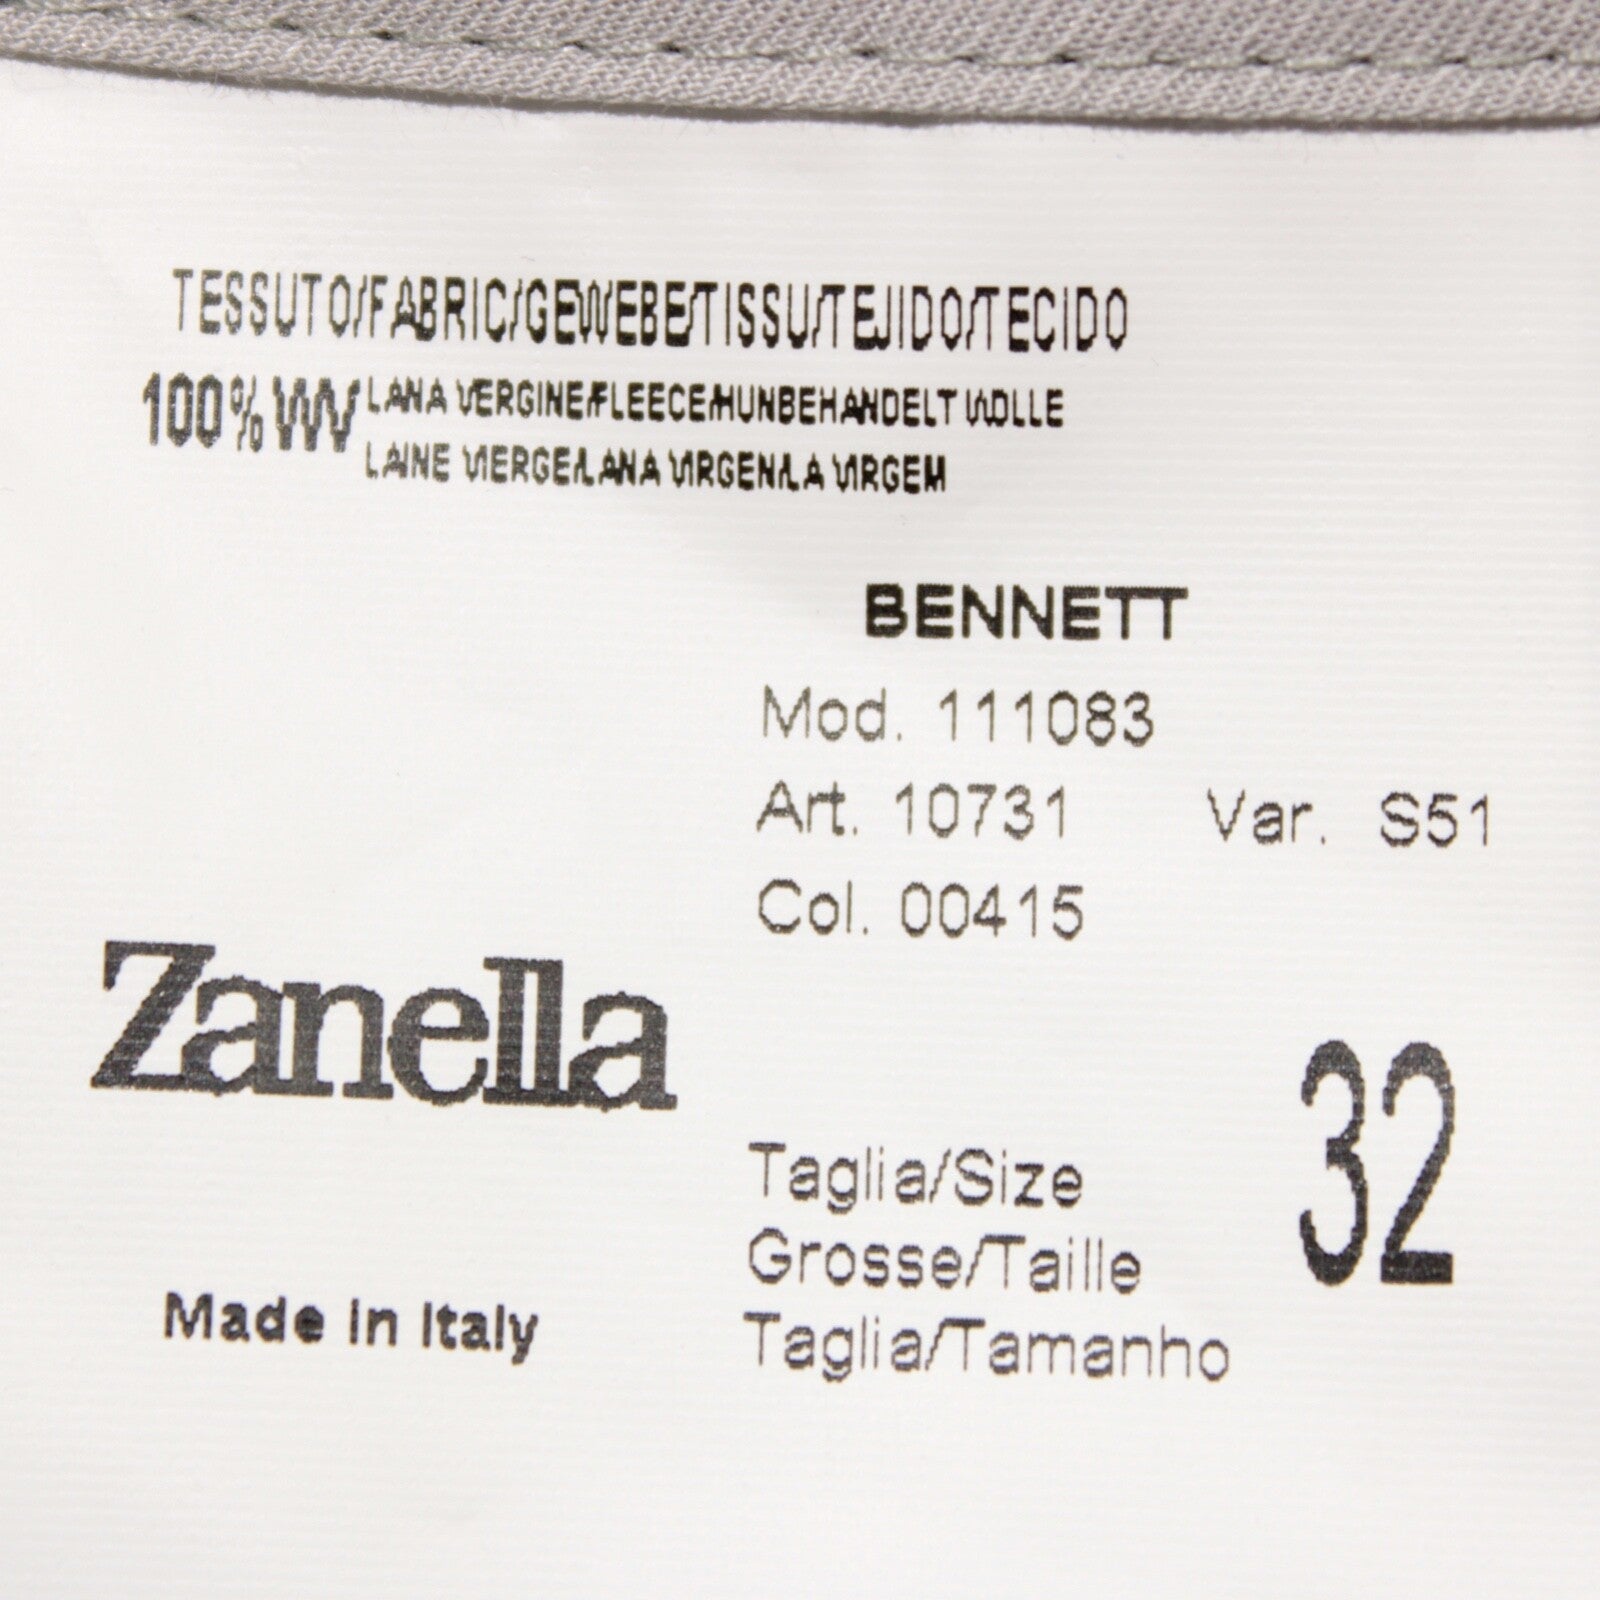 TESSUTO/FABRIC/GEWEBE/TISSU/TEJIDO/TECIDO
100% WV LANA VERGINE/FLEECE/HUNBEHANDELT WOLLE
LAINE VIERGE/LANA VIRGEN/LA VIRGEM
BENNETT
Mod. 111083
Art. 10731 Var. S51
Col. 00415
Zanella
32
Taglia/Size
Grosse/Taille
Taglia/Tamanho
Made in Italy